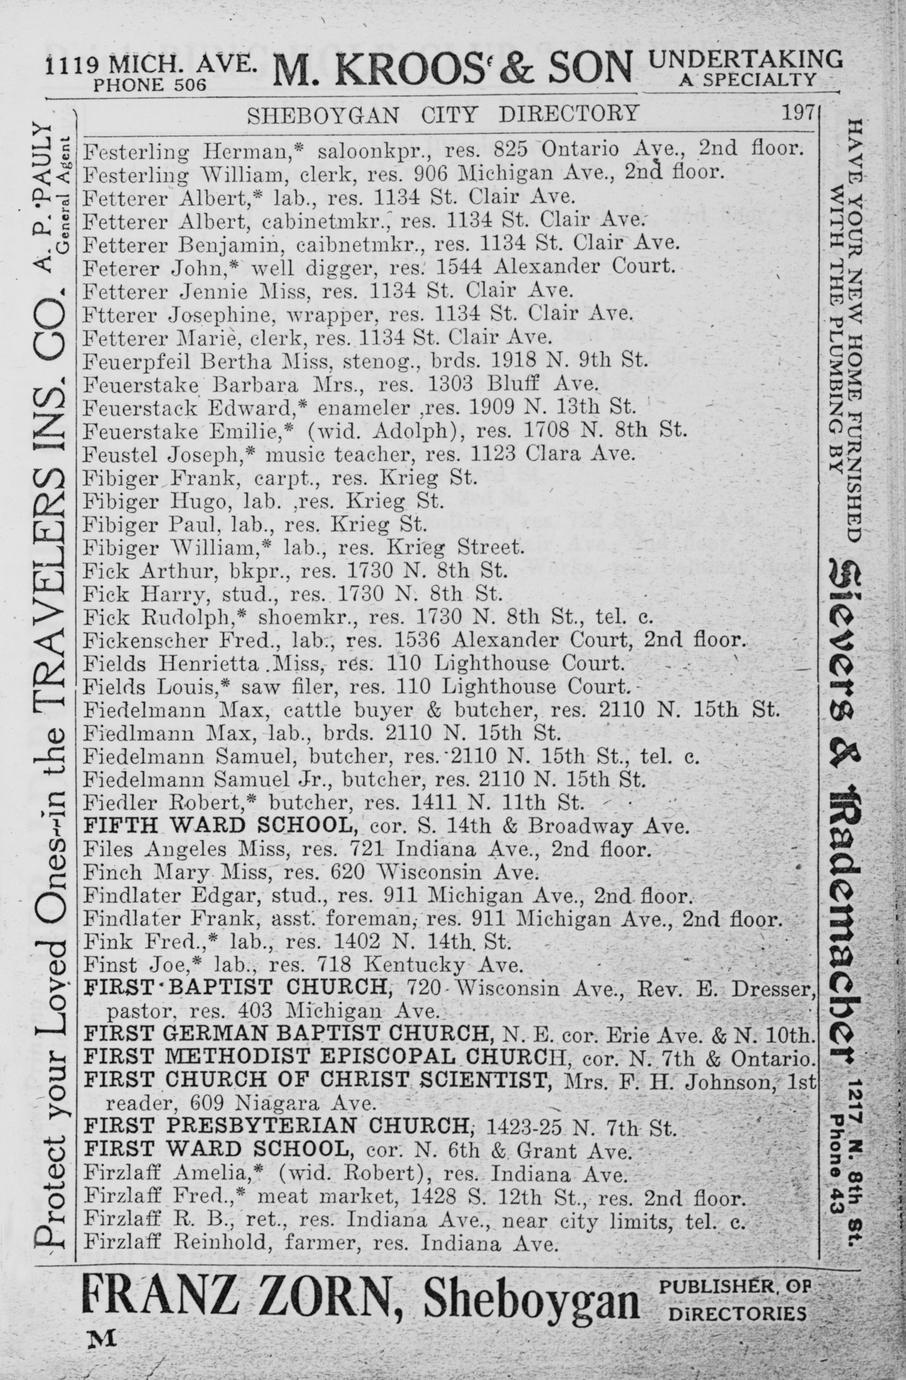 1119 MICH. AVE. M. KROOS & SON UNDERTAKING
PHONE 506 A SPECIALTY
SHEBOYGAN CITY DIRECTORY 197
Festerling Herman,* saloonkpr., res. 825 Ontario Ave., 2nd floor.
Festerling William, clerk, res. 906 Michigan Ave., 2nd floor.
Fetterer Albert,* lab., res. 1134 St. Clair Ave.
Fetterer Albert, cabinetmkr., res. 1134 St. Clair Ave.
Fetterer Benjamin, caibnetmkr., res. 1134 St. Clair Ave.
Feterer John,* well digger, res. 1544 Alexander Court.
Fetterer Jennie Miss, res. 1134 St. Clair Ave.
Ftterer Josephine, wrapper, res. 1134 St. Clair Ave.
Fetterer Marie, clerk, res. 1134 St. Clair Ave.
Feuerpfeil Bertha Miss, stenog., brds. 1918 N. 9th St.
Feuerstake Barbara Mrs., res. 1303 Bluff Ave.
Feuerstack Edward,* enameler ,res. 1909 N. 13th St.
Feuerstake Emilie,* (wid. Adolph), res. 1708 N. 8th St.
Feustel Joseph,* music teacher, res. 1123 Clara Ave.
Fibiger Frank, carpt., res. Krieg St.
Fibiger Hugo, lab. ,res. Krieg St.
Fibiger Paul, lab., res. Krieg St.
Fibiger William,* lab., res. Krieg Street.
Fick Arthur, bkpr., res. 1730 N. 8th St.
Fick Harry, stud., res. 1730 N. 8th St.
Fick Rudolph,* shoemkr., res. 1730 N. 8th St., tel. c.
Fickenscher Fred., lab., res. 1536 Alexander Court, 2nd floor.
Fields Henrietta Miss, res. 110 Lighthouse Court.
Fields Louis,* saw filer, res. 110 Lighthouse Court.
Fiedelmann Max, cattle buyer & butcher, res. 2110 N. 15th St.
Fiedlmann Max, lab., brds. 2110 N. 15th St.
Fiedelmann Samuel, butcher, res. 2110 N. 15th St., tel. c.
Fiedelmann Samuel Jr., butcher, res. 2110 N. 15th St.
Fiedler Robert,* butcher, res. 1411 N. 11th St.
FIFTH WARD SCHOOL, cor. S. 14th & Broadway Ave.
Files Angeles Miss, res. 721 Indiana Ave., 2nd floor.
Finch Mary Miss, res. 620 Wisconsin Ave.
Findlater Edgar, stud., res. 911 Michigan Ave., 2nd floor.
Findlater Frank, asst. foreman, res. 911 Michigan Ave., 2nd floor.
Fink Fred.,* lab., res. 1402 N. 14th. St.
Finst Joe,* lab., res. 718 Kentucky Ave.
FIRST BAPTIST CHURCH, 720 Wisconsin Ave., Rev. E. Dresser,
pastor, res. 403 Michigan Ave.
FIRST GERMAN BAPTIST CHURCH, N. E. cor. Erie Ave. & N. 10th.
FIRST METHODIST EPISCOPAL CHURCH, cor. N. 7th & Ontario.
FIRST CHURCH OF CHRIST SCIENTIST, Mrs. F. H. Johnson, 1st
reader, 609 Niagara Ave.
FIRST PRESBYTERIAN CHURCH, 1423-25 N. 7th St.
FIRST WARD SCHOOL, cor. N. 6th & Grant Ave.
Firzlaff Amelia,* (wid. Robert), res. Indiana Ave.
Firzlaff Fred.,* meat market, 1428 S. 12th St., res. 2nd floor.
Firzlaff R. B., ret., res. Indiana Ave., near city limits, tel. c.
Firzlaff Reinhold, farmer, res. Indiana Ave.
Protect your Loved Ones--in the TRAVELERS INS. CO. A. P. PAULY
General Agent
HAVE YOUR NEW HOME FURNISHED
WITH THE PLUMBING BY
Sievers & Rademacher 1217 N. 8th St.
Phone 43
FRANZ ZORN, Sheboygan PUBLISHER OF
DIRECTORIES
M